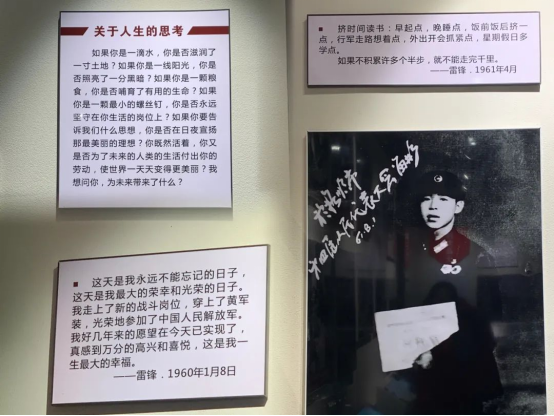 关于人生的思考
如果你是一滴水，你是否滋润了
一寸土地？如果你是一线阳光，你是
否照亮了一分黑暗？如果你是一颗粮
食，你是否哺育了有用的生命？如果
你是一颗最小的螺丝钉，你是否永远
坚守在你生活的岗位上？如果你要告
诉我们什么思想，你是否在日夜宣扬
那最美丽的理想？你既然活着，你又
是否为了未来的人类的生活付出你的
劳动，使世界一天天变得更美丽？我
想问你，为未来带来了什么？
■ 挤时间读书：早起点，晚睡点，饭前饭后挤一
点，行军走路想着点，外出开会抓紧点，星期假日多
学点。
如果不积累许多个半步，就不能走完千里。
——雷锋．1961年4月
■ 这天是我永远不能忘记的日子，
这天是我最大的荣幸和光荣的日子。
我走上了新的战斗岗位，穿上了黄军
装，光荣地参加了中国人民解放军。
我好几年来的愿望在今天已实现了，
真感到万分的高兴和喜悦，这是我一
生最大的幸福。
——雷锋．1960年1月8日